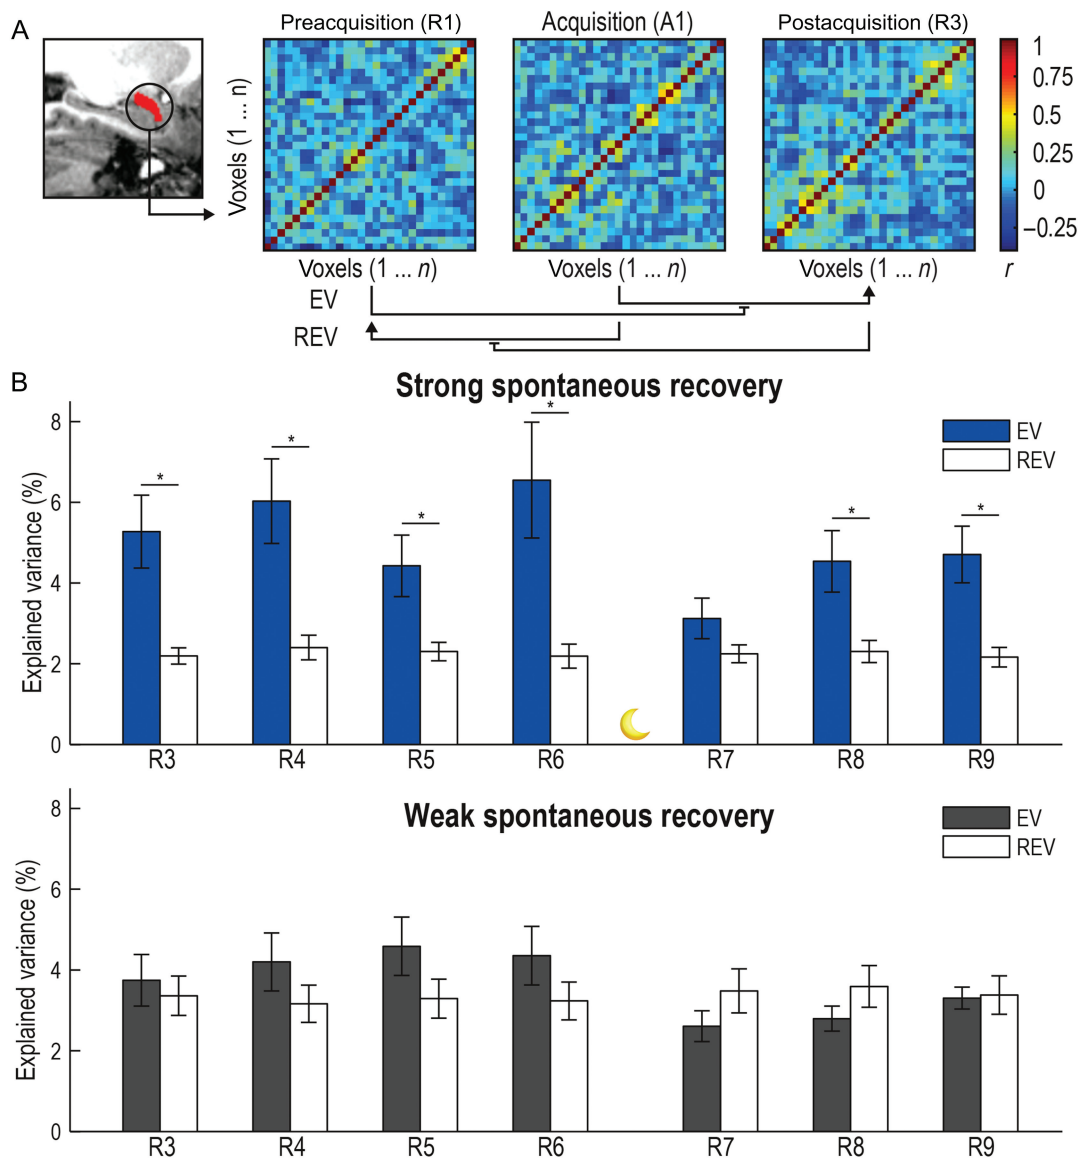 A
Preacquisition (R1)
Acquisition (A1)
Postacquisition (R3)
Voxels (1 ... n)
1
0.75
0.5
0.25
0
−0.25
r
Voxels (1 ... n)
Voxels (1 ... n)
Voxels (1 ... n)
EV
REV
B
Strong spontaneous recovery
Explained variance (%)
8
6
4
2
0
*
*
*
*
*
*
EV
REV
R3
R4
R5
R6
R7
R8
R9
Weak spontaneous recovery
Explained variance (%)
8
6
4
2
0
EV
REV
R3
R4
R5
R6
R7
R8
R9